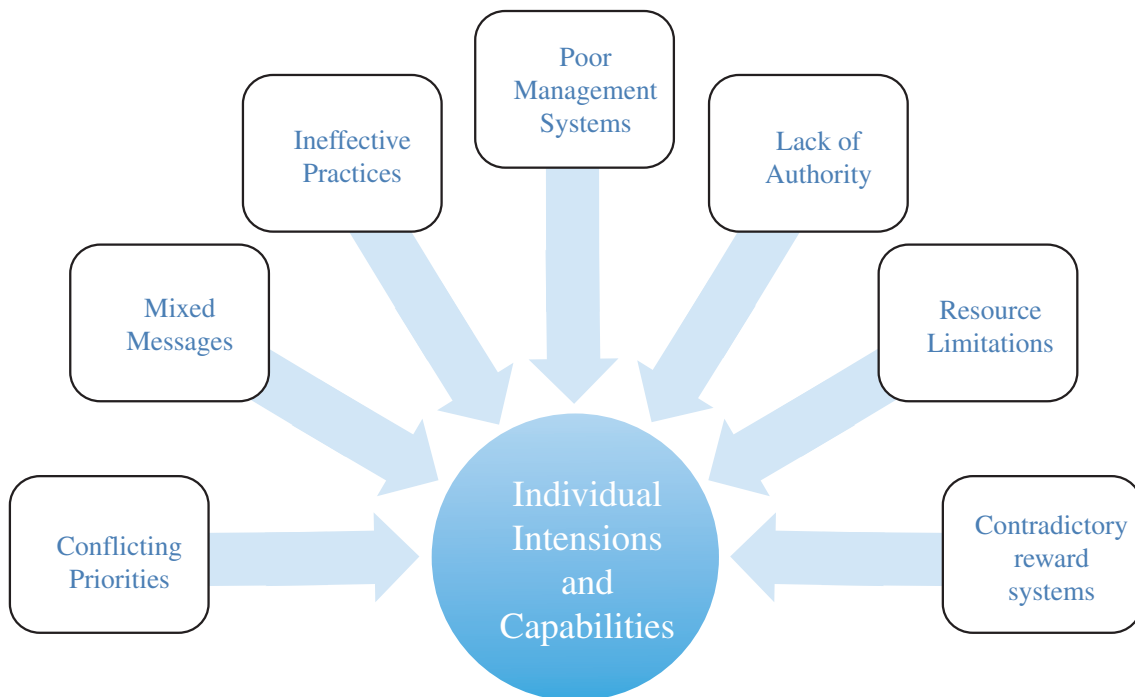 Poor
Management
Systems
Ineffective
Practices
Lack of
Authority
Mixed
Messages
Resource
Limitations
Conflicting
Priorities
Individual
Intensions
and
Capabilities
Contradictory
reward
systems